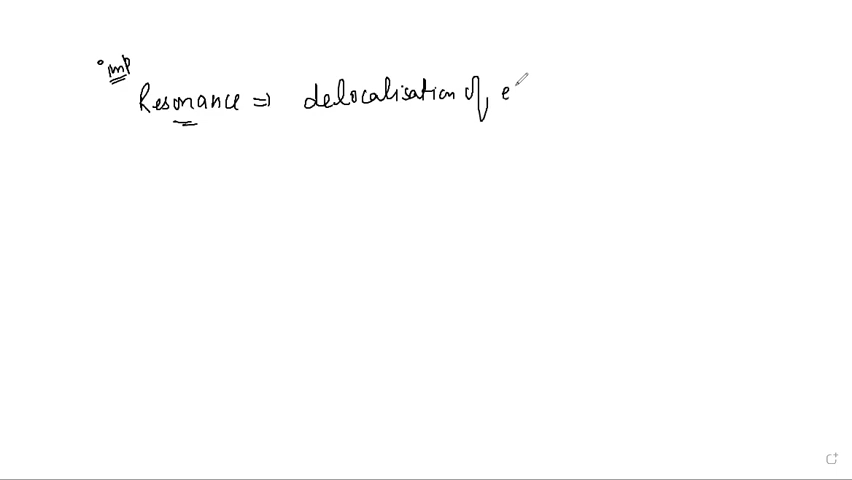 imp
Resonance ⇒ delocalisation of e